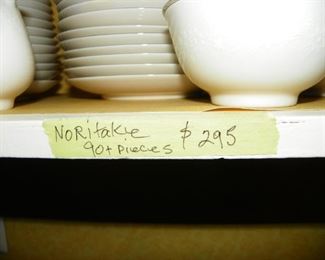 NoRitakie $ 295
90+ pieces